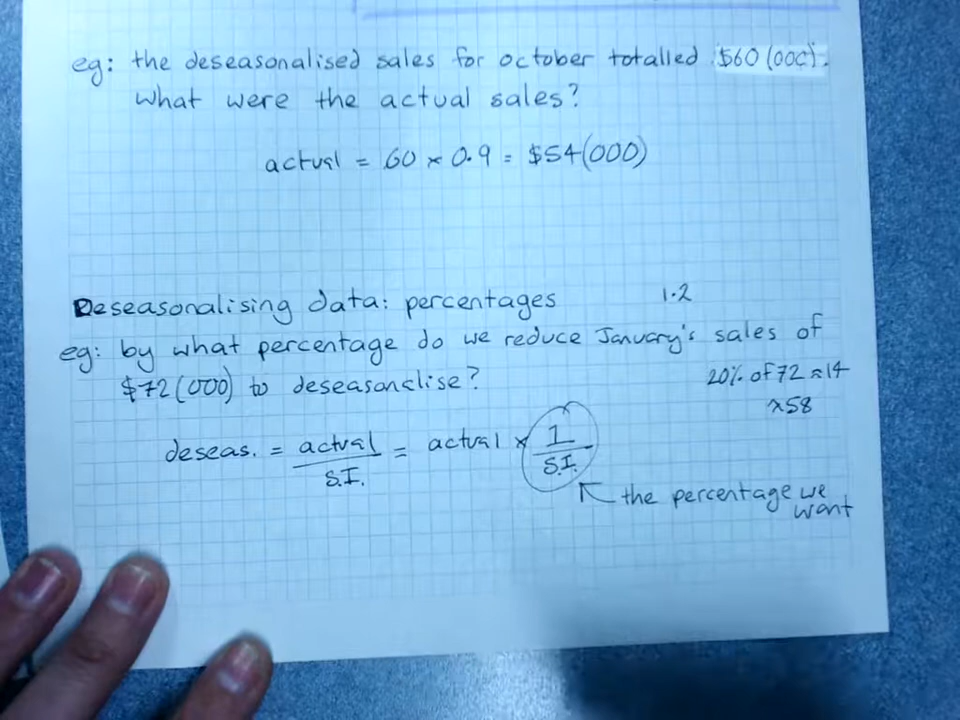 eg: the deseasonalised sales for october totalled $60(000).
What were the actual sales?
actual = 60 × 0.9 = $54(000)
Deseasonalising data: percentages 1.2
eg: by what percentage do we reduce January's sales of
$72(000) to deseasonalise? 20% of 72 ≈ 14
≈ 58
deseas. = actual/S.I. = actual × 1/S.I.
the percentage we
want